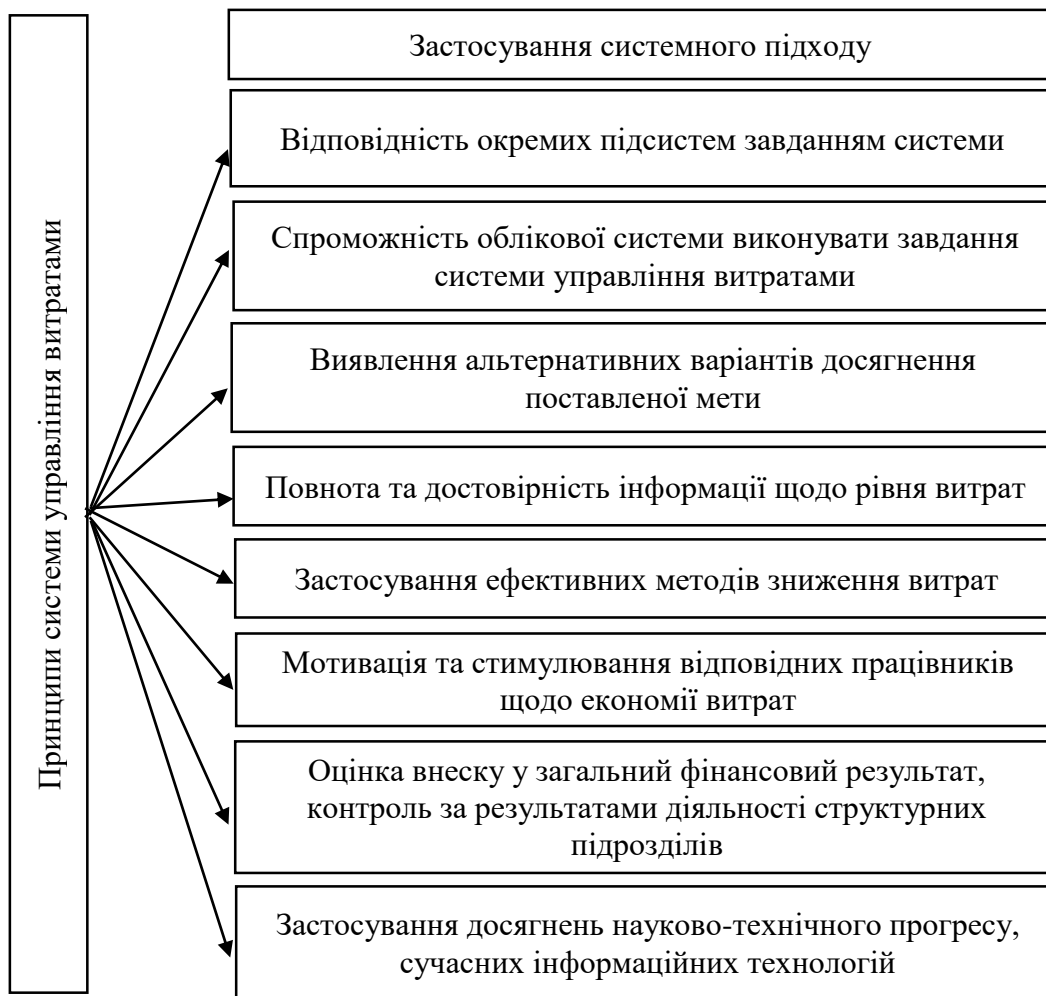 Принципи системи управління витратами
Застосування системного підходу
Відповідність окремих підсистем завданням системи
Спроможність облікової системи виконувати завдання
системи управління витратами
Виявлення альтернативних варіантів досягнення
поставленої мети
Повнота та достовірність інформації щодо рівня витрат
Застосування ефективних методів зниження витрат
Мотивація та стимулювання відповідних працівників
щодо економії витрат
Оцінка внеску у загальний фінансовий результат,
контроль за результатами діяльності структурних
підрозділів
Застосування досягнень науково-технічного прогресу,
сучасних інформаційних технологій